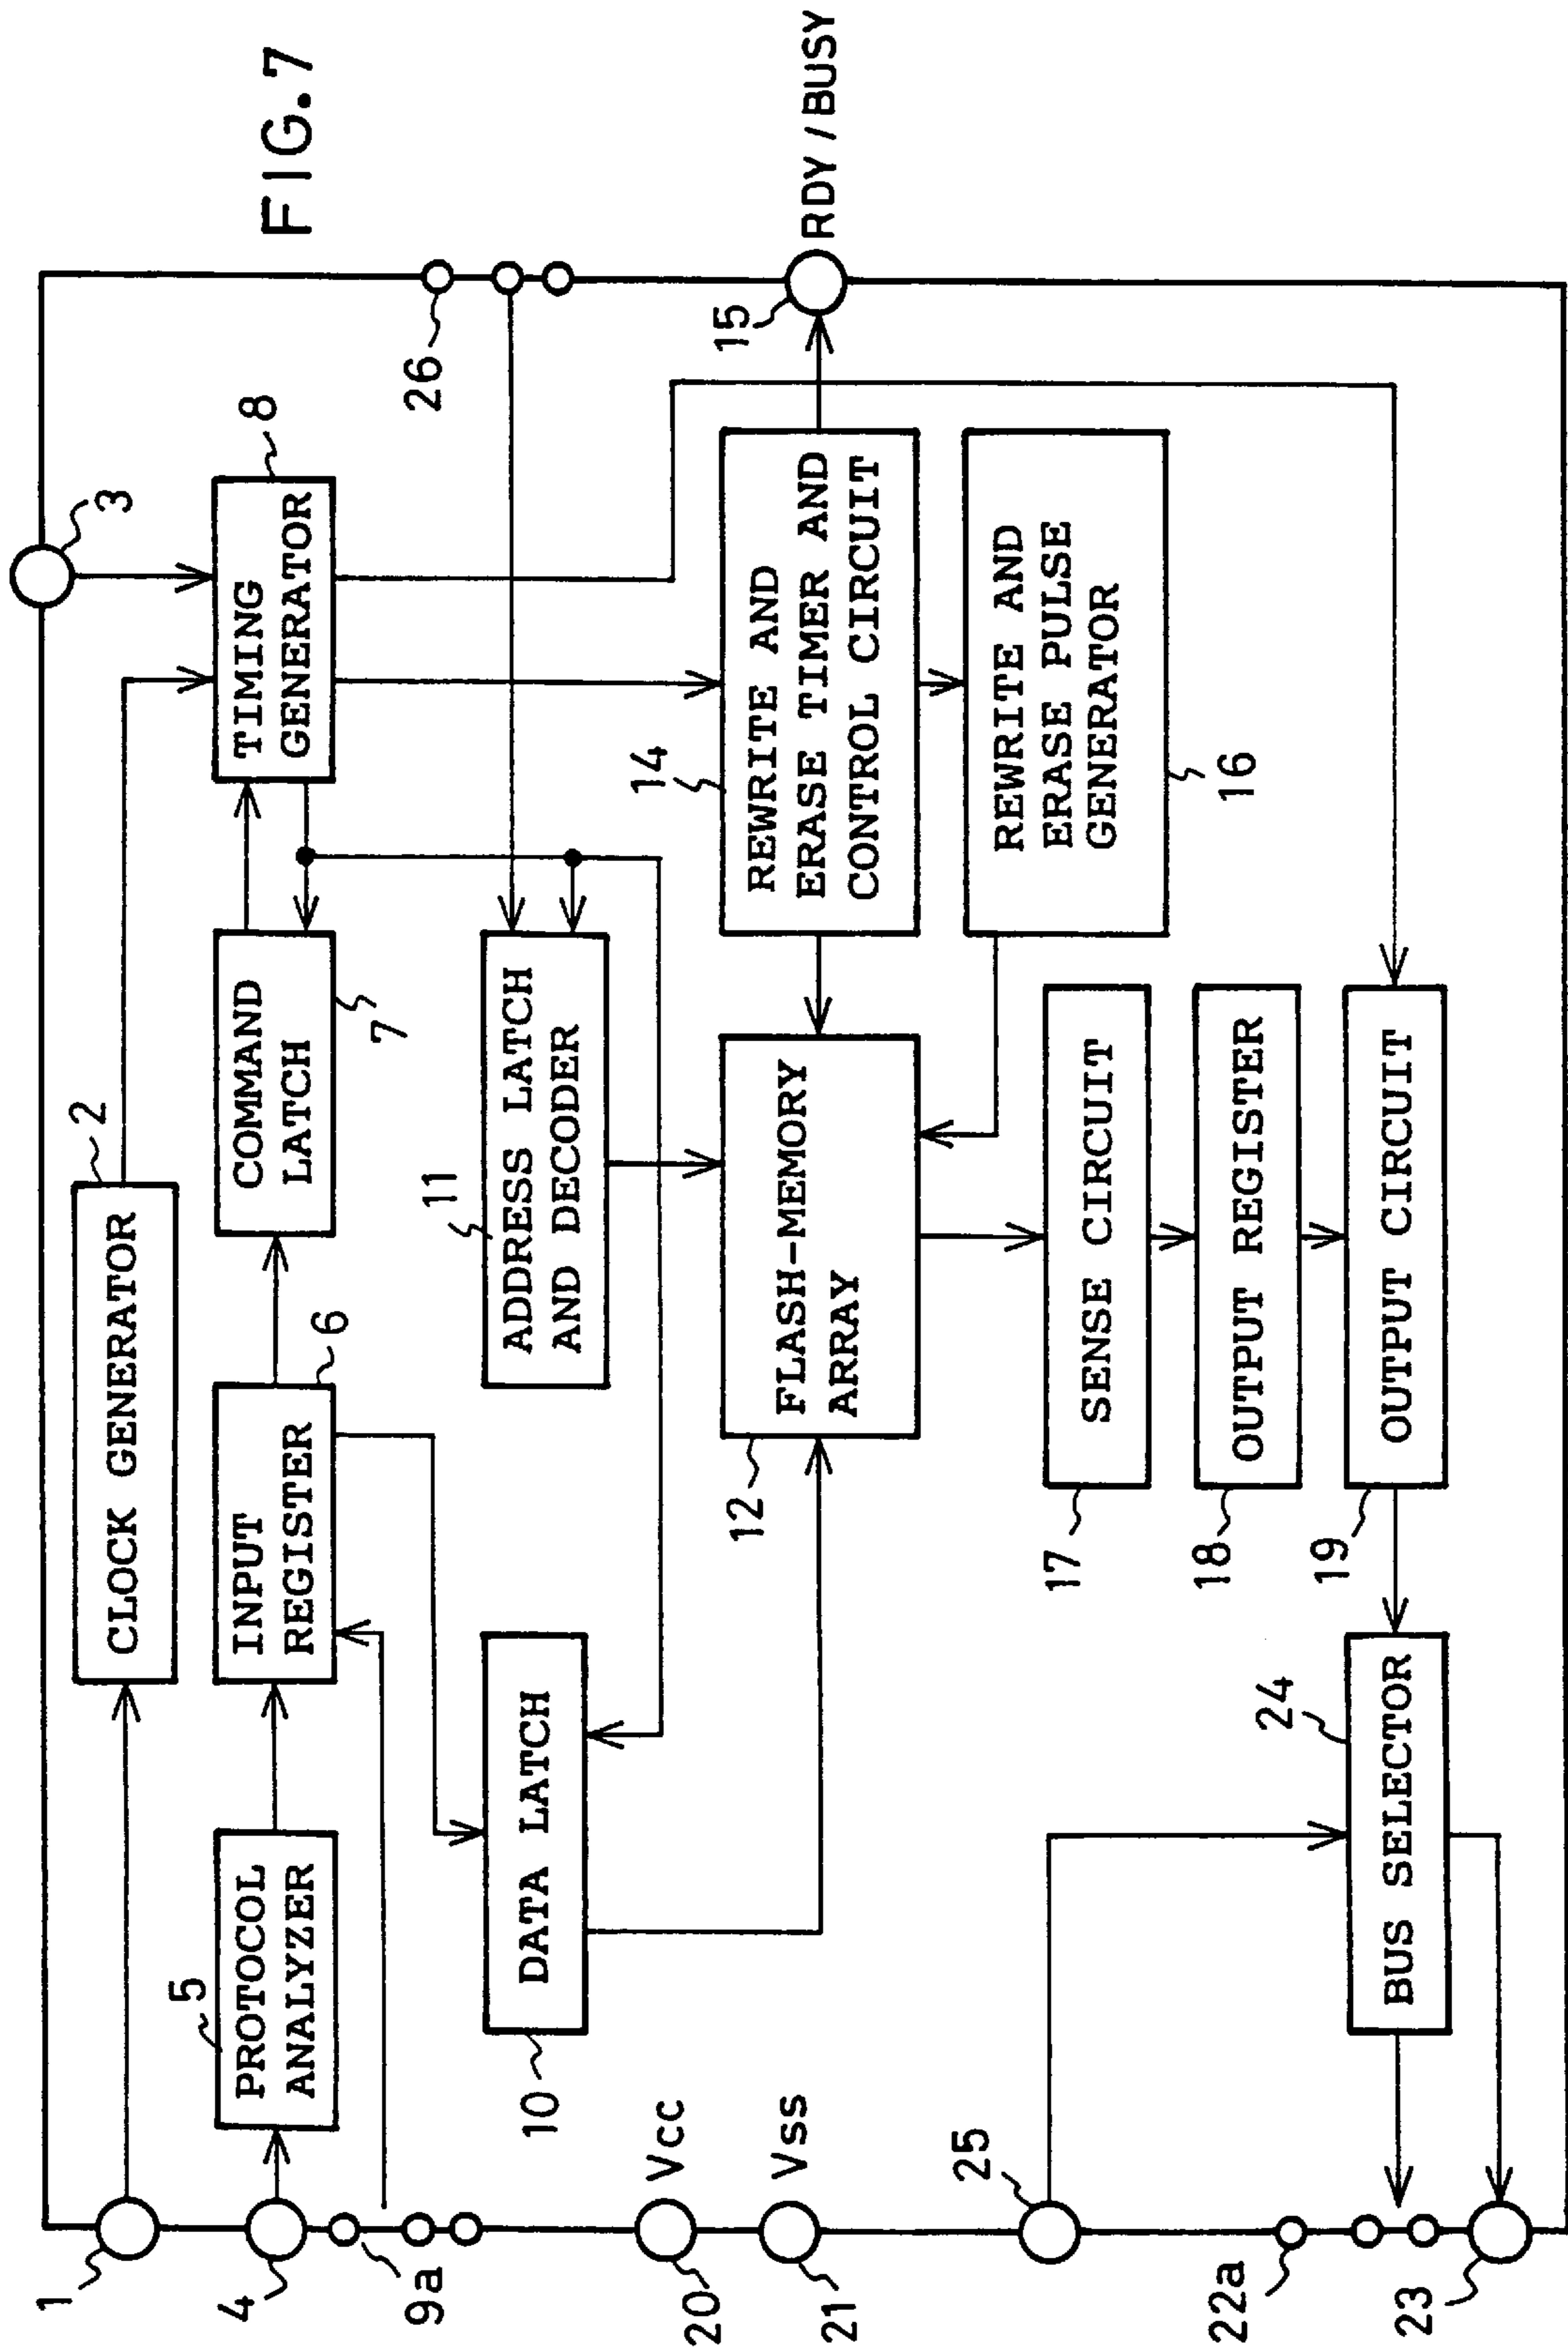 FIG.7
1
2
CLOCK GENERATOR
3
4
5
PROTOCOL
ANALYZER
6
INPUT
REGISTER
7
COMMAND
LATCH
8
TIMING
GENERATOR
9a
10
DATA LATCH
11
ADDRESS LATCH
AND DECODER
26
Vcc
20
Vss
21
12
FLASH-MEMORY
ARRAY
14
REWRITE AND
ERASE TIMER AND
CONTROL CIRCUIT
15
RDY/BUSY
REWRITE AND
ERASE PULSE
GENERATOR
16
17
SENSE CIRCUIT
18
OUTPUT REGISTER
19
OUTPUT CIRCUIT
24
BUS SELECTOR
25
22a
23